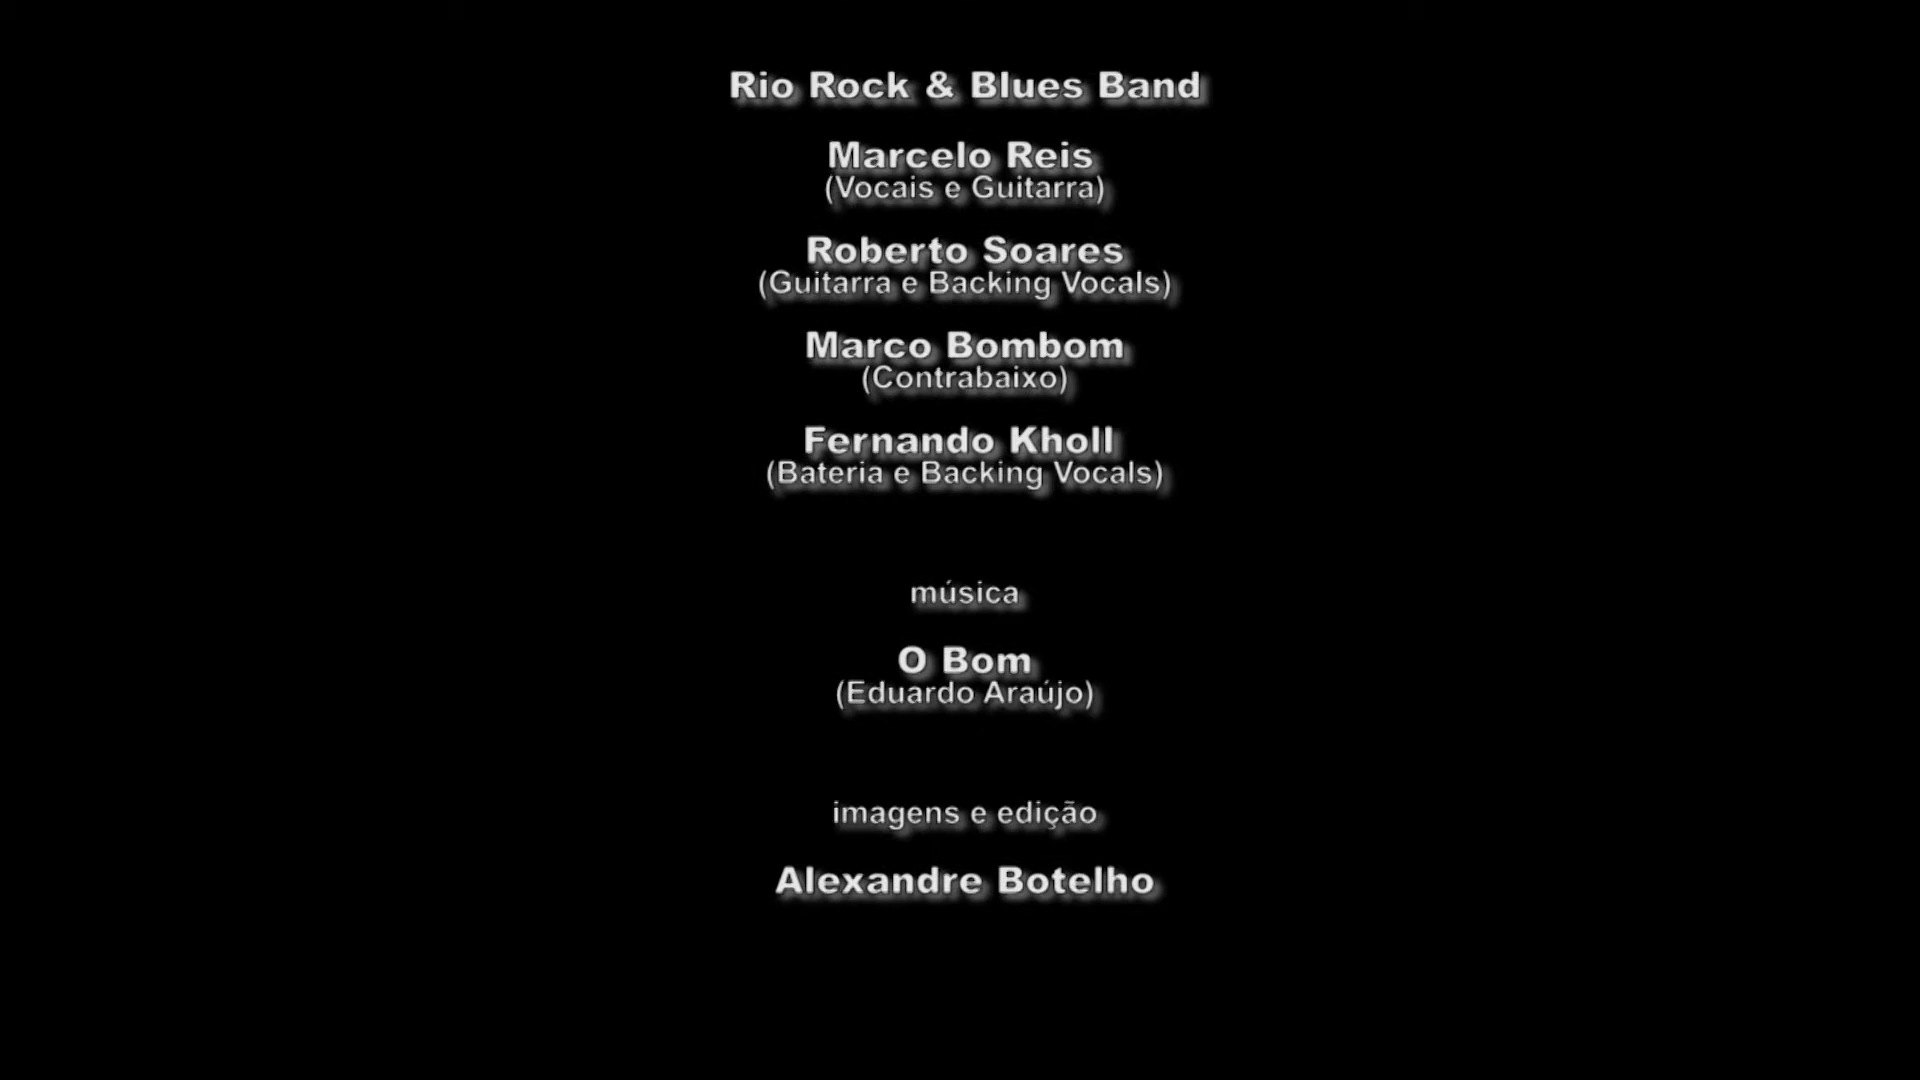 Rio Rock & Blues Band
Marcelo Reis
(Vocais e Guitarra)
Roberto Soares
(Guitarra e Backing Vocals)
Marco Bombom
(Contrabaixo)
Fernando Kholl
(Bateria e Backing Vocals)
música
O Bom
(Eduardo Araújo)
imagens e edição
Alexandre Botelho